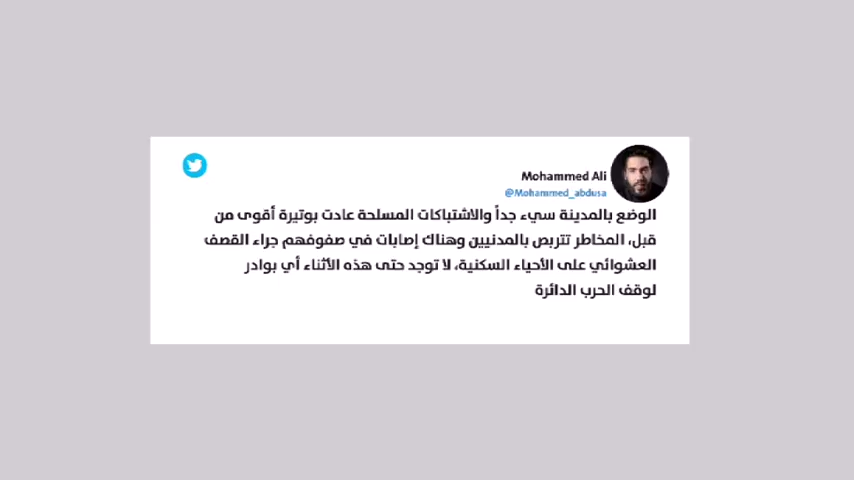 Mohammed Ali
@Mohammed_abdusa
الوضع بالمدينة سيء جداً والاشتباكات المسلحة عادت بوتيرة أقوى من
قبل، المخاطر تتربص بالمدنيين وهناك إصابات في صفوفهم جراء القصف
العشوائي على الأحياء السكنية، لا توجد حتى هذه الأثناء أي بوادر
لوقف الحرب الدائرة